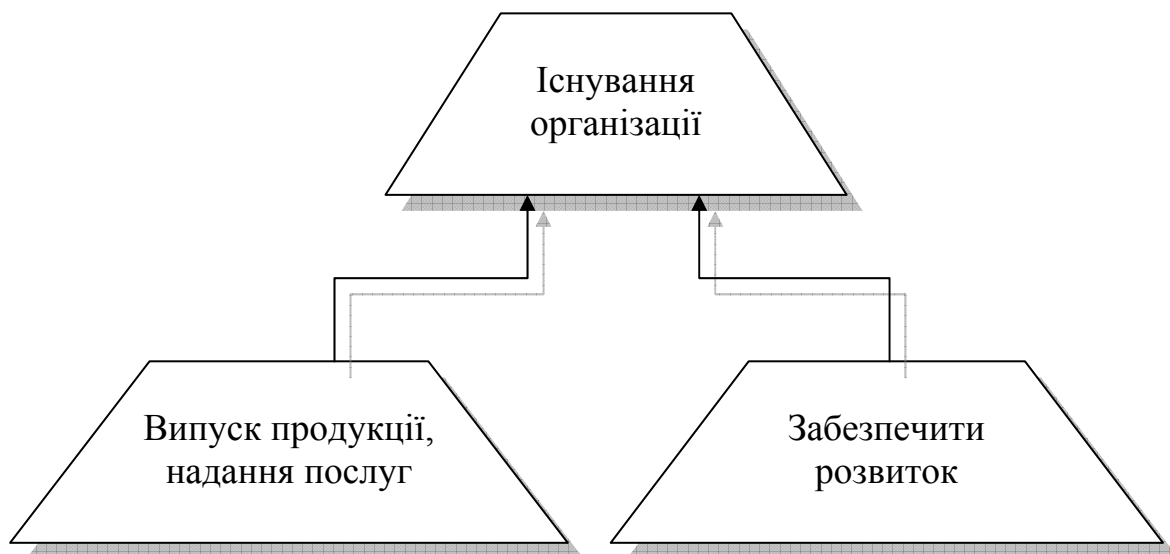 Існування
організації
Випуск продукції,
надання послуг
Забезпечити
розвиток